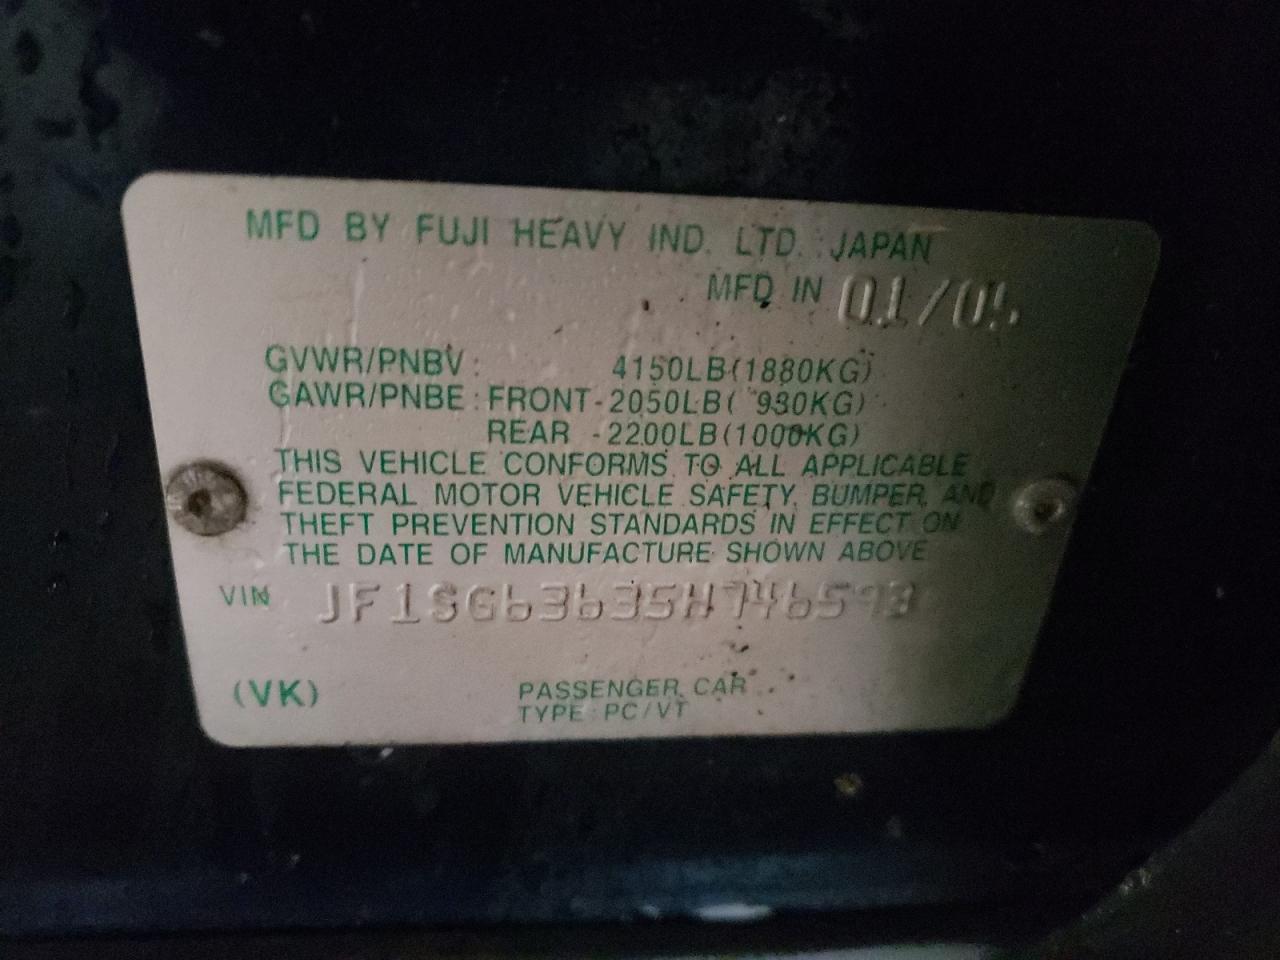 MFD BY FUJI HEAVY IND. LTD. JAPAN
MFD IN 01/05
GVWR/PNBV : 4150LB(1880KG)
GAWR/PNBE : FRONT-2050LB( 930KG)
REAR -2200LB(1000KG)
THIS VEHICLE CONFORMS TO ALL APPLICABLE
FEDERAL MOTOR VEHICLE SAFETY, BUMPER, AND
THEFT PREVENTION STANDARDS IN EFFECT ON
THE DATE OF MANUFACTURE SHOWN ABOVE
VIN JF1SG63635H746593
(VK)
PASSENGER CAR
TYPE : PC/VT